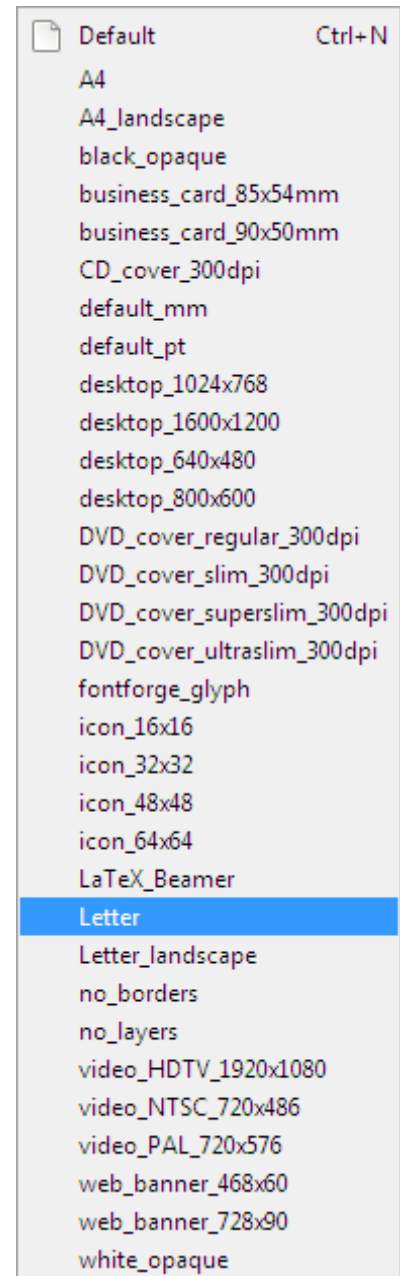 Default Ctrl+N
A4
A4_landscape
black_opaque
business_card_85x54mm
business_card_90x50mm
CD_cover_300dpi
default_mm
default_pt
desktop_1024x768
desktop_1600x1200
desktop_640x480
desktop_800x600
DVD_cover_regular_300dpi
DVD_cover_slim_300dpi
DVD_cover_superslim_300dpi
DVD_cover_ultraslim_300dpi
fontforge_glyph
icon_16x16
icon_32x32
icon_48x48
icon_64x64
LaTeX_Beamer
Letter
Letter_landscape
no_borders
no_layers
video_HDTV_1920x1080
video_NTSC_720x486
video_PAL_720x576
web_banner_468x60
web_banner_728x90
white_opaque